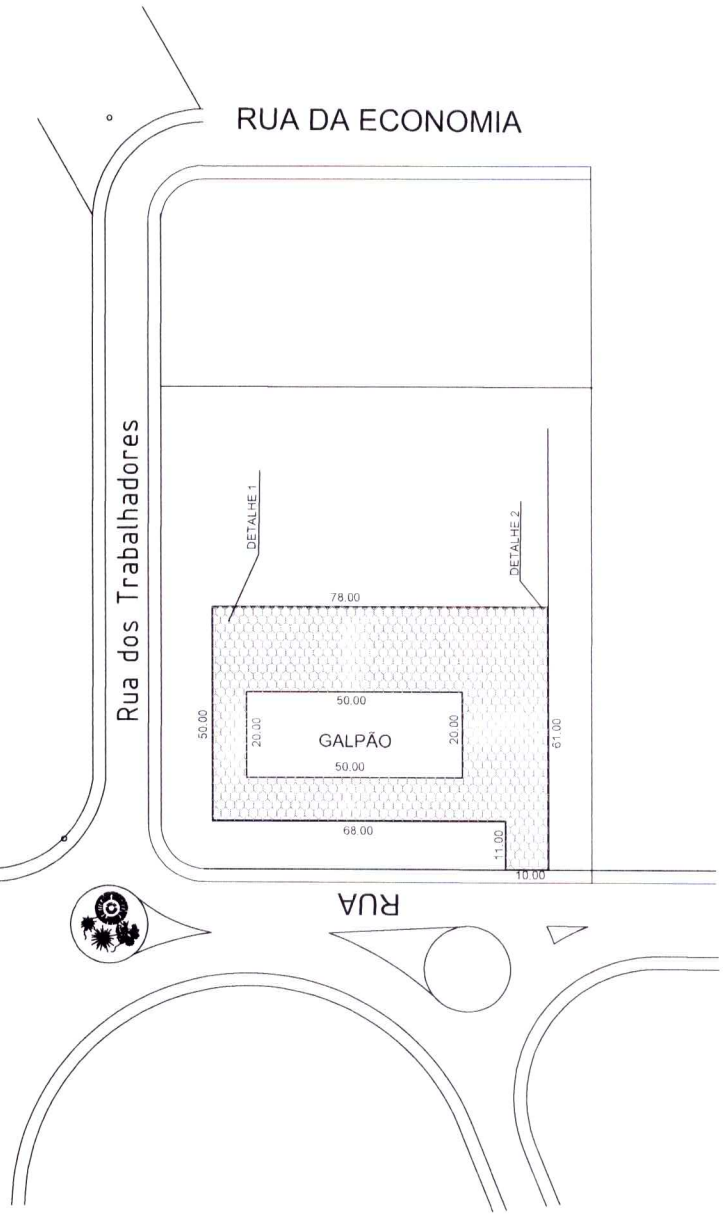 RUA DA ECONOMIA
Rua dos Trabalhadores
DETALHE 1
DETALHE 2
78.00
50.00
50.00
20.00
GALPÃO
20.00
50.00
61.00
68.00
11.00
10.00
RUA